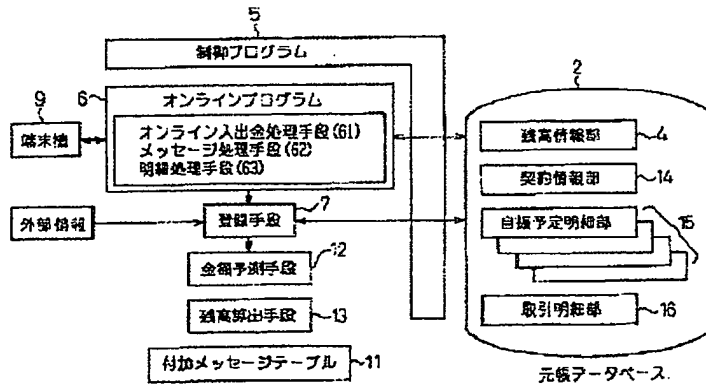 5
制御プログラム
2
9
6
オンラインプログラム
端末機
オンライン入出金処理手段(61)
メッセージ処理手段(62)
明細処理手段(63)
残高情報部
4
契約情報部
14
7
外部情報
登録手段
自振予定明細部
15
12
金額予測手段
残高算出手段
13
取引明細部
16
付加メッセージテーブル
11
元帳データベース